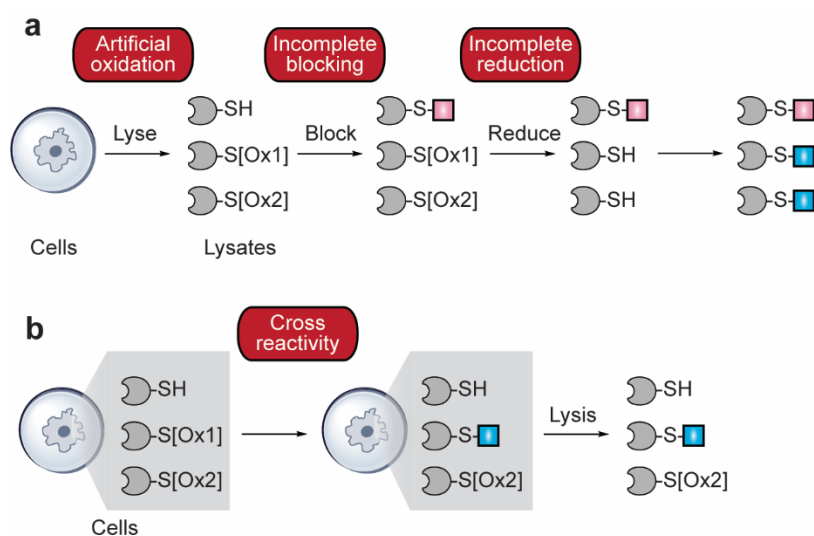 a
Artificial
oxidation
Incomplete
blocking
Incomplete
reduction
Lyse
Block
Reduce
-SH
-S-
-S-
-S-
-S[Ox1]
-S[Ox1]
-SH
-S-
-S[Ox2]
-S[Ox2]
-SH
-S-
Cells
Lysates
b
Cross
reactivity
-SH
-SH
-SH
Lysis
-S[Ox1]
-S-
-S-
-S[Ox2]
-S[Ox2]
-S[Ox2]
Cells